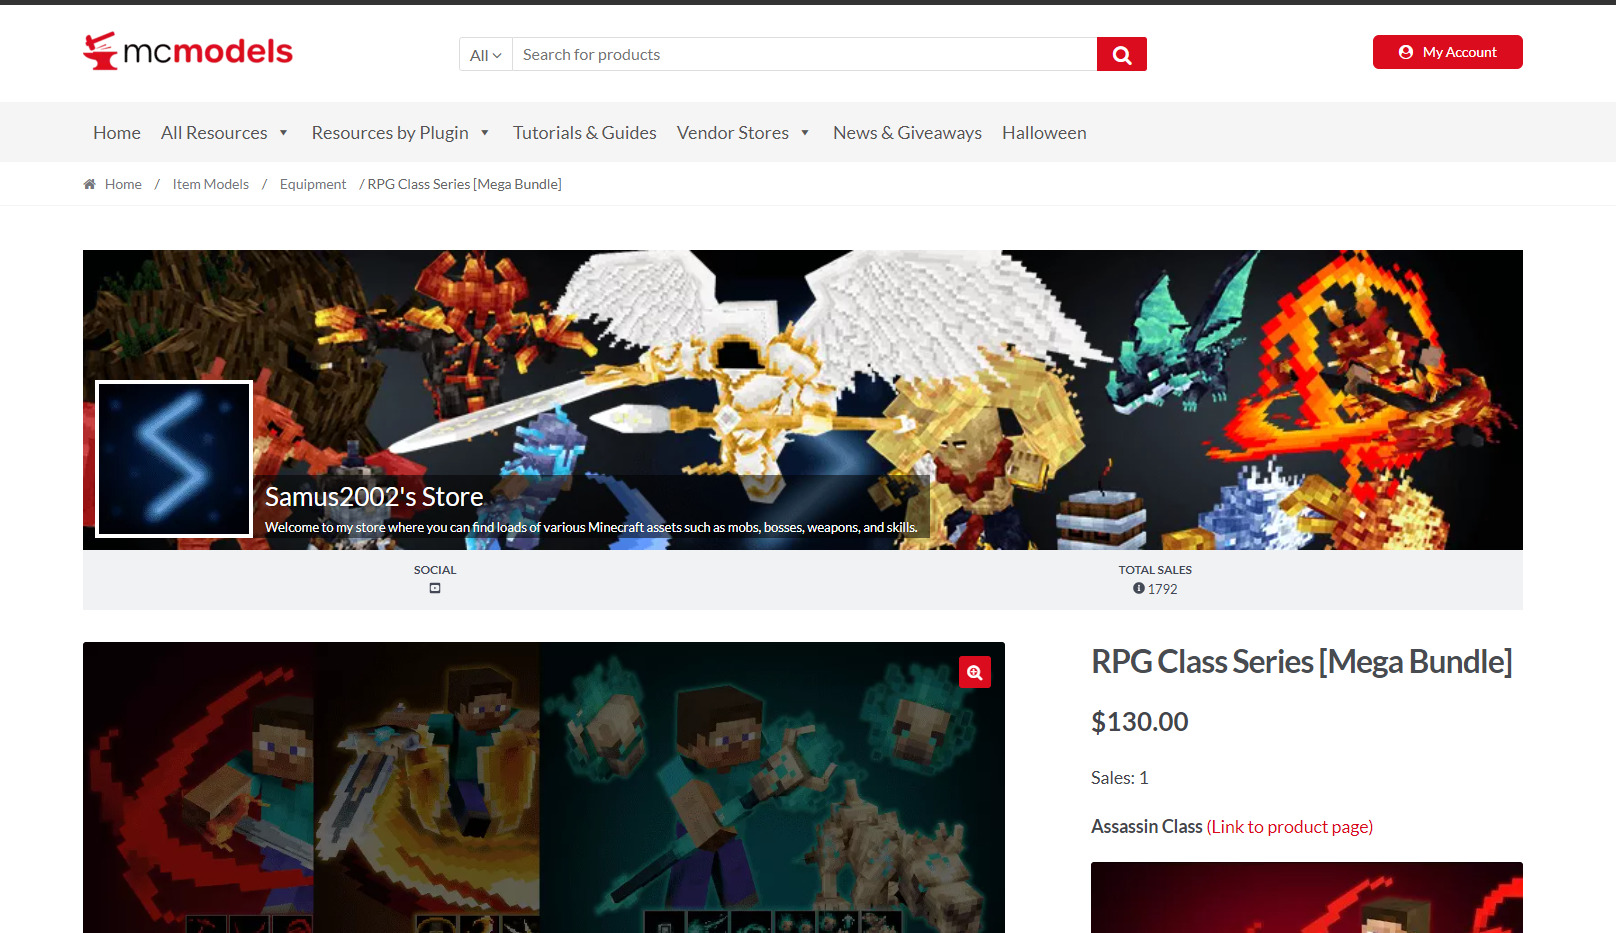 mcmodels
All
Search for products
My Account
Home
All Resources
Resources by Plugin
Tutorials & Guides
Vendor Stores
News & Giveaways
Halloween
Home / Item Models / Equipment / RPG Class Series [Mega Bundle]
Samus2002's Store
Welcome to my store where you can find loads of various Minecraft assets such as mobs, bosses, weapons, and skills.
SOCIAL
TOTAL SALES
1792
RPG Class Series [Mega Bundle]
$130.00
Sales: 1
Assassin Class (Link to product page)